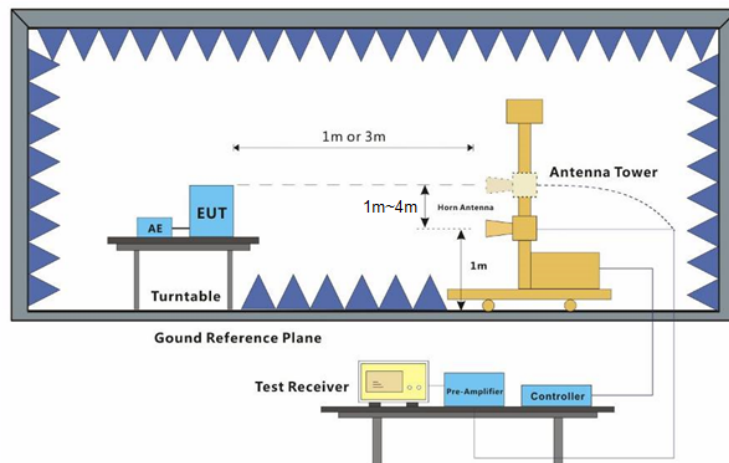 1m or 3m
Antenna Tower
EUT
1m~4m
Horn Antenna
AE
1m
Turntable
Gound Reference Plane
Test Receiver
Pre-Amplifier
Controller